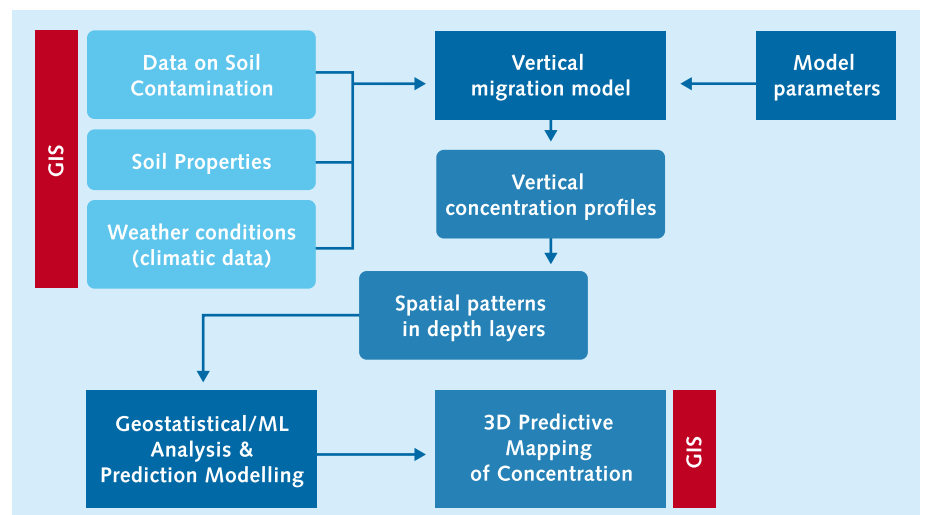 GIS
Data on Soil
Contamination
Soil Properties
Weather conditions
(climatic data)
Vertical
migration model
Model
parameters
Vertical
concentration profiles
Spatial patterns
in depth layers
Geostatistical/ML
Analysis &
Prediction Modelling
3D Predictive
Mapping
of Concentration
GIS